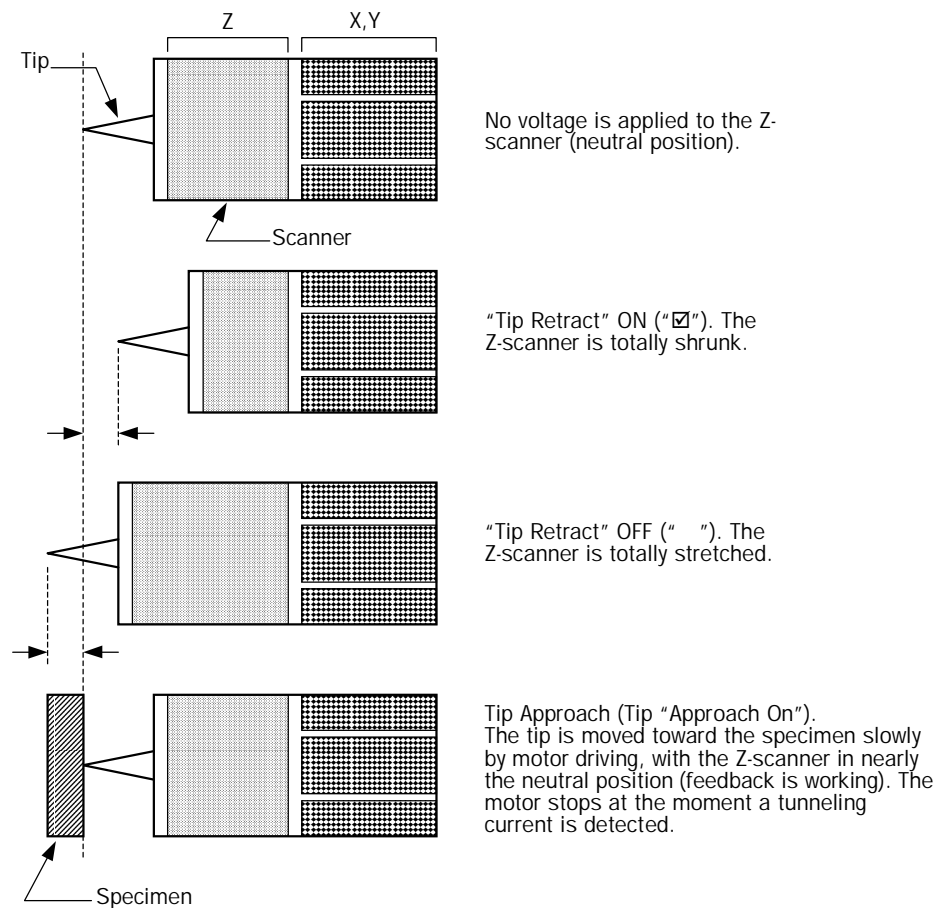 Z
X,Y
Tip
No voltage is applied to the Z-
scanner (neutral position).
Scanner
“Tip Retract” ON (“☑”). The
Z-scanner is totally shrunk.
“Tip Retract” OFF (“ ”). The
Z-scanner is totally stretched.
Tip Approach (Tip “Approach On”).
The tip is moved toward the specimen slowly
by motor driving, with the Z-scanner in nearly
the neutral position (feedback is working). The
motor stops at the moment a tunneling
current is detected.
Specimen